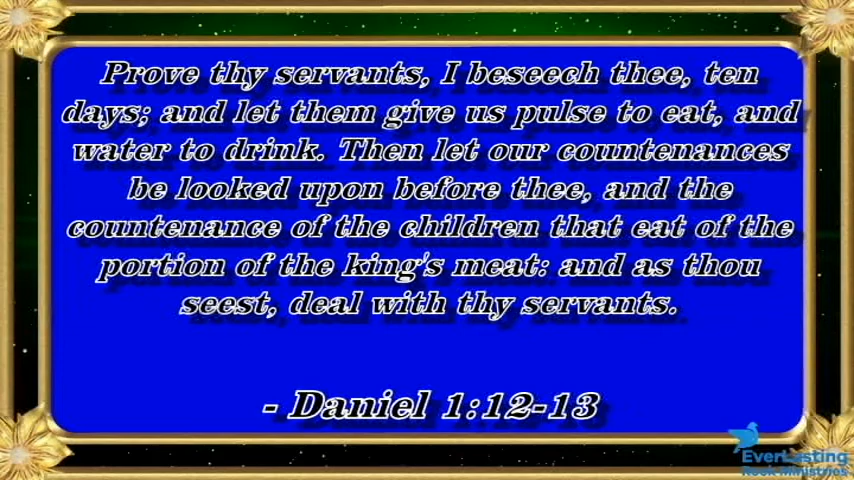 Prove thy servants, I beseech thee, ten
days; and let them give us pulse to eat, and
water to drink. Then let our countenances
be looked upon before thee, and the
countenance of the children that eat of the
portion of the king's meat: and as thou
seest, deal with thy servants.
- Daniel 1:12-13
EverLasting
Rock Ministries